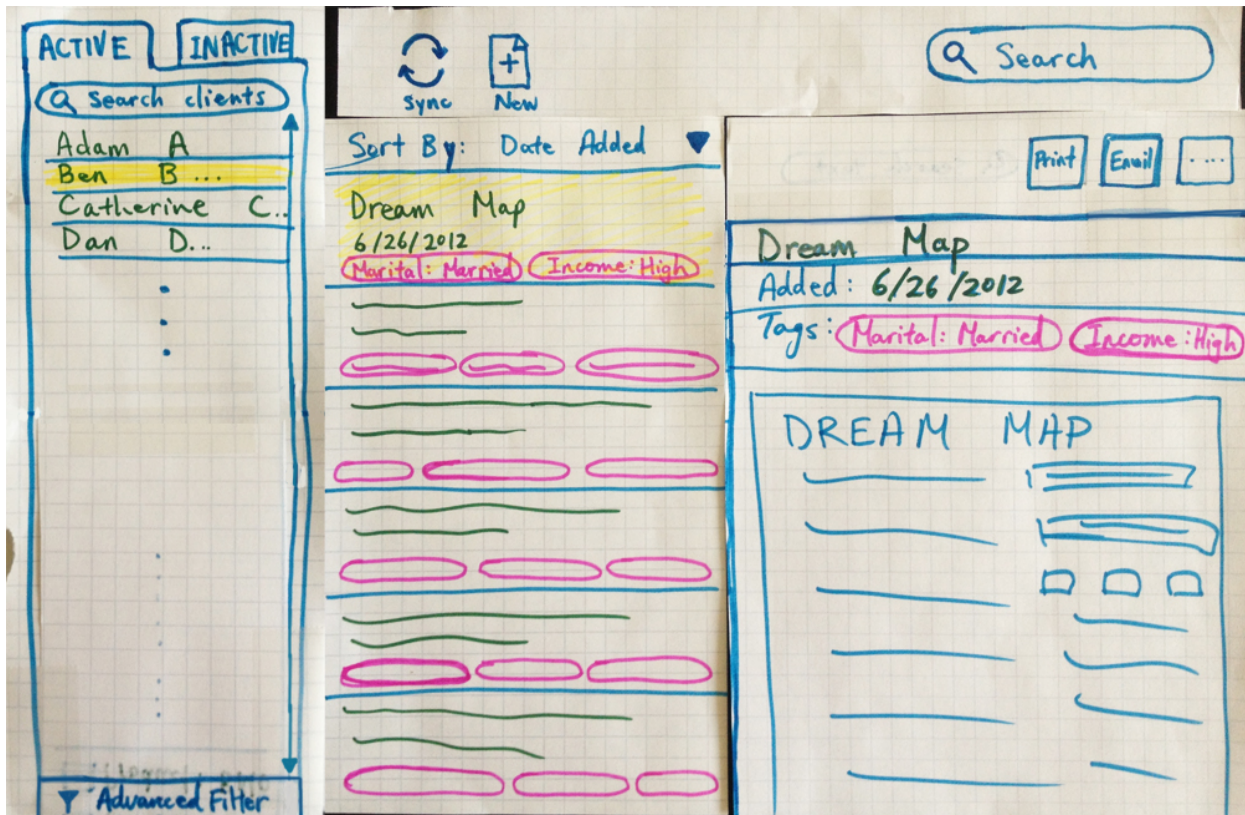 ACTIVE INACTIVE
Search clients
Adam A
Ben B...
Catherine C..
Dan D...
Advanced Filter
Sync New
Search
Sort By: Date Added
Dream Map
6/26/2012
Marital: Married Income: High
Print Email ....
Dream Map
Added: 6/26/2012
Tags: Marital: Married Income: High
DREAM MAP